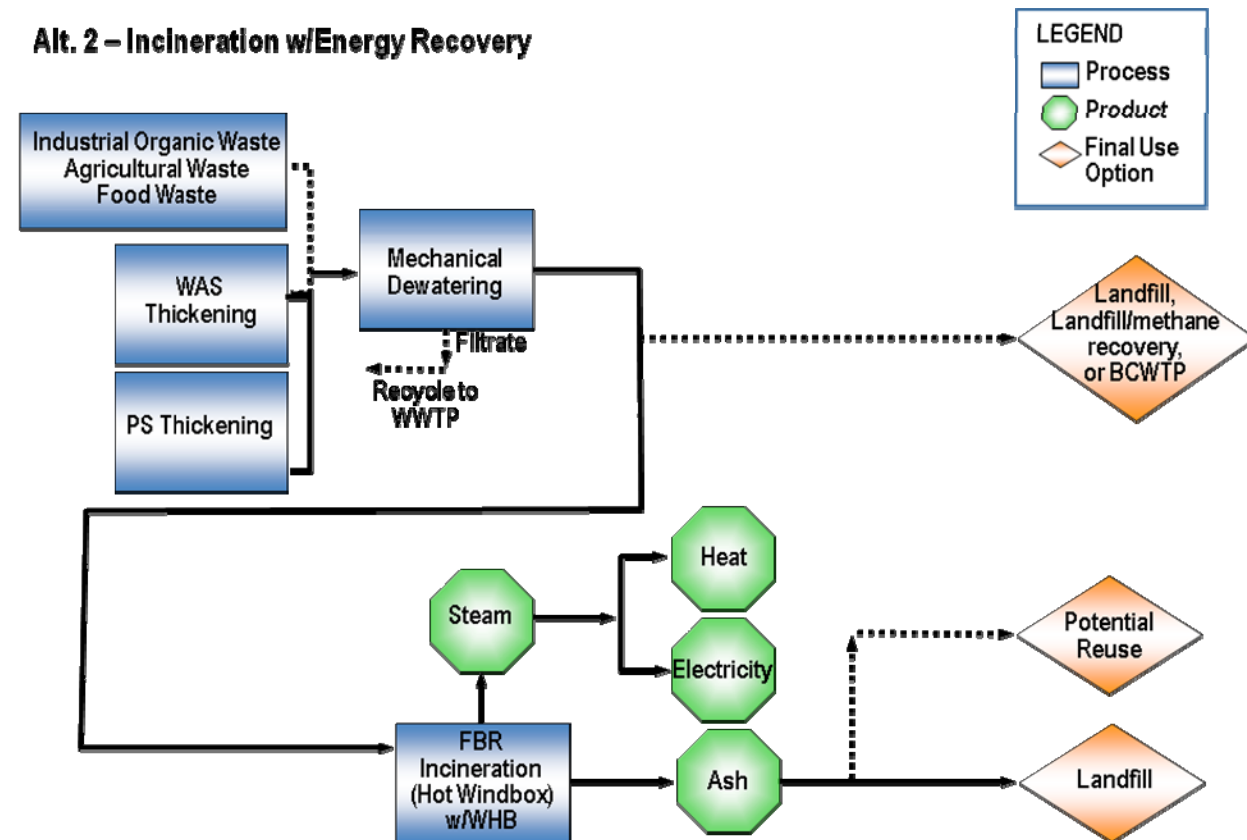 Alt. 2 – Incineration w/Energy Recovery
LEGEND
Process
Product
Final Use
Option
Industrial Organic Waste
Agricultural Waste
Food Waste
WAS
Thickening
PS Thickening
Mechanical
Dewatering
Filtrate
Recycle to
WWTP
Landfill,
Landfill/methane
recovery,
or BCWTP
Heat
Steam
Electricity
Potential
Reuse
FBR
Incineration
(Hot Windbox)
w/WHB
Ash
Landfill